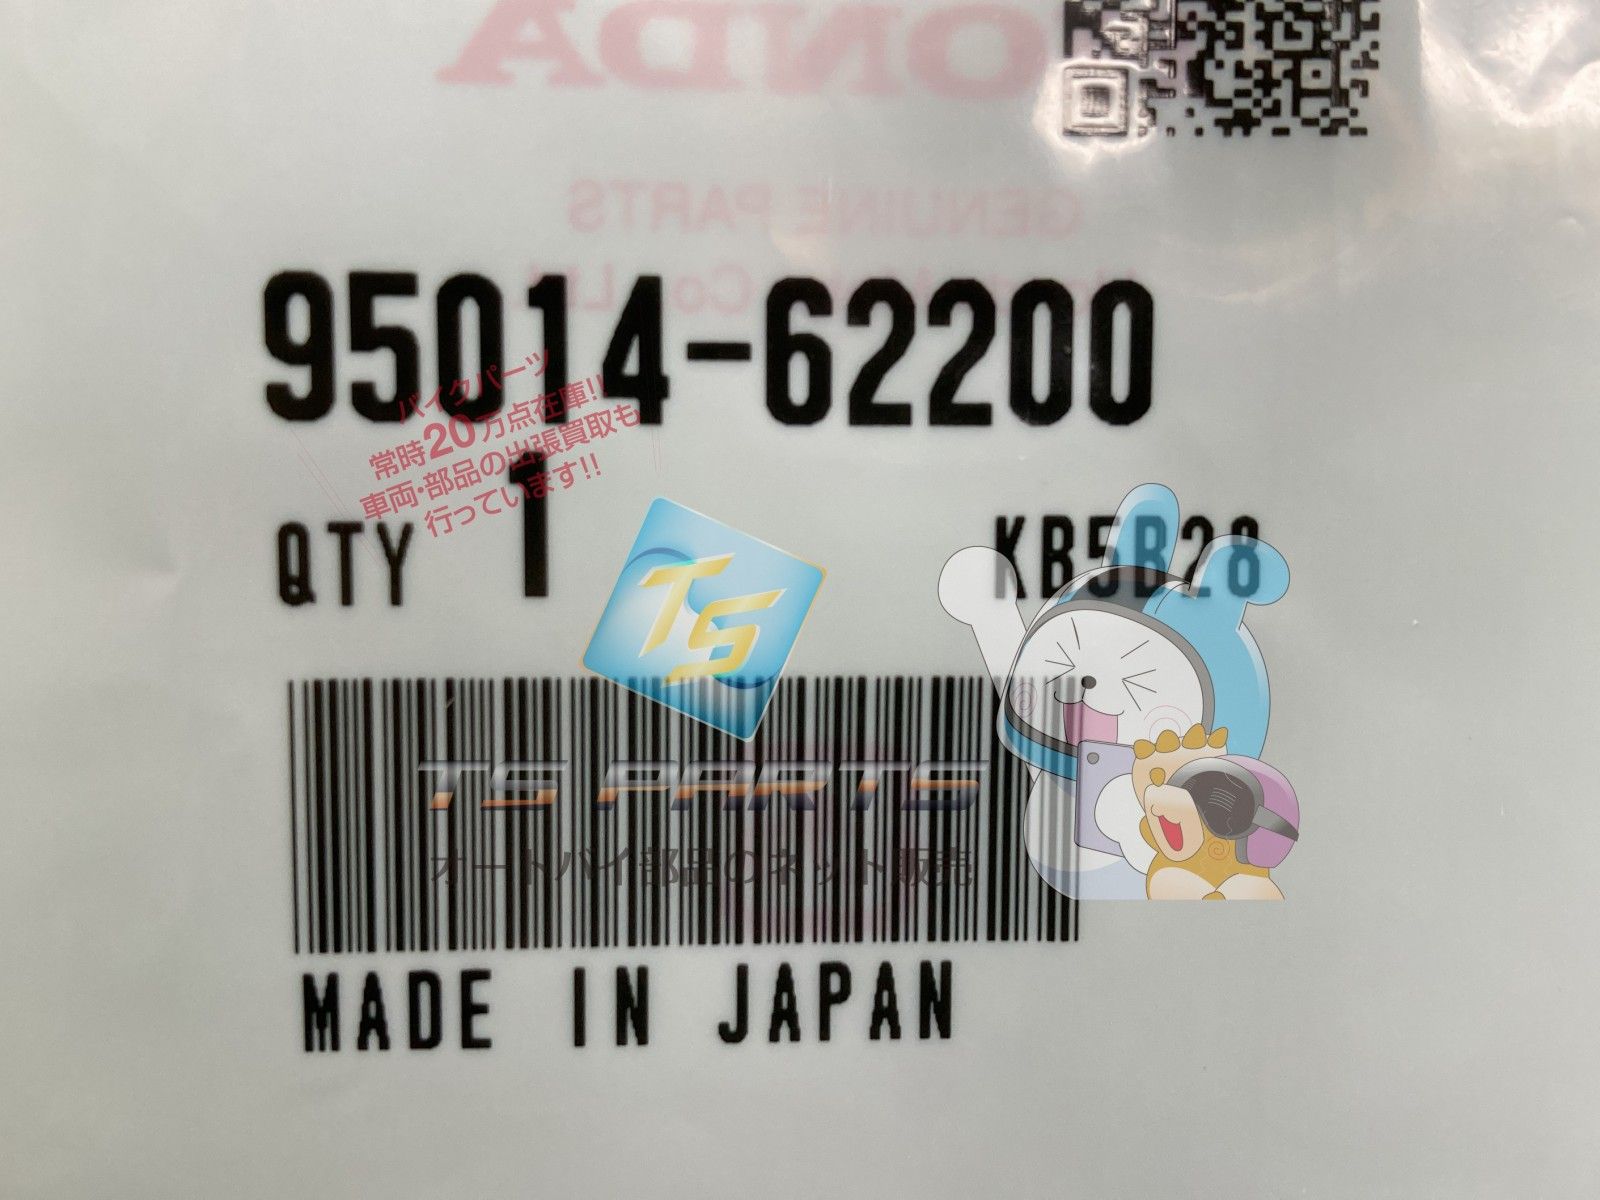 HONDA
GENUINE PARTS
95014-62200
バイクパーツ
常時20万点在庫!!
車両・部品の出張買取も
行っています!!
QTY 1 KB5B28
TS
TS PARTS
オートバイ部品のネット販売
MADE IN JAPAN